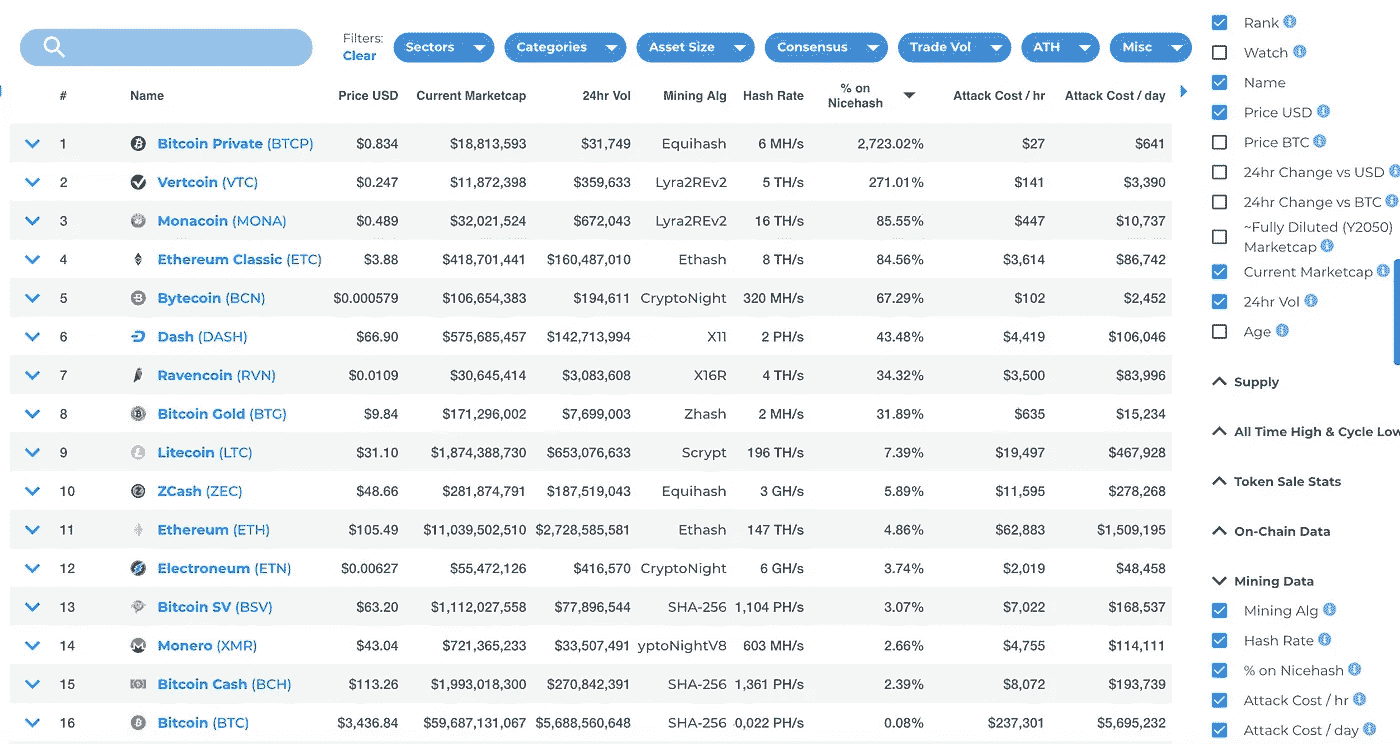 Filters:
Clear
Sectors Categories Asset Size Consensus Trade Vol ATH Misc
# Name Price USD Current Marketcap 24hr Vol Mining Alg Hash Rate % on Nicehash Attack Cost / hr Attack Cost / day
1 Bitcoin Private (BTCP) $0.834 $18,813,593 $31,749 Equihash 6 MH/s 2,723.02% $27 $641
2 Vertcoin (VTC) $0.247 $11,872,398 $359,633 Lyra2REv2 5 TH/s 271.01% $141 $3,390
3 Monacoin (MONA) $0.489 $32,021,524 $672,043 Lyra2REv2 16 TH/s 85.55% $447 $10,737
4 Ethereum Classic (ETC) $3.88 $418,701,441 $160,487,010 Ethash 8 TH/s 84.56% $3,614 $86,742
5 Bytecoin (BCN) $0.000579 $106,654,383 $194,611 CryptoNight 320 MH/s 67.29% $102 $2,452
6 Dash (DASH) $66.90 $575,685,457 $142,713,994 X11 2 PH/s 43.48% $4,419 $106,046
7 Ravencoin (RVN) $0.0109 $30,645,414 $3,083,608 X16R 4 TH/s 34.32% $3,500 $83,996
8 Bitcoin Gold (BTG) $9.84 $171,296,002 $7,699,003 Zhash 2 MH/s 31.89% $635 $15,234
9 Litecoin (LTC) $31.10 $1,874,388,730 $653,076,633 Scrypt 196 TH/s 7.39% $19,497 $467,928
10 ZCash (ZEC) $48.66 $281,874,791 $187,519,043 Equihash 3 GH/s 5.89% $11,595 $278,268
11 Ethereum (ETH) $105.49 $11,039,502,510 $2,728,585,581 Ethash 147 TH/s 4.86% $62,883 $1,509,195
12 Electroneum (ETN) $0.00627 $55,472,126 $416,570 CryptoNight 6 GH/s 3.74% $2,019 $48,458
13 Bitcoin SV (BSV) $63.20 $1,112,027,558 $77,896,544 SHA-256 1,104 PH/s 3.07% $7,022 $168,537
14 Monero (XMR) $43.04 $721,365,233 $33,507,491 yptoNightV8 603 MH/s 2.66% $4,755 $114,111
15 Bitcoin Cash (BCH) $113.26 $1,993,018,300 $270,842,391 SHA-256 1,361 PH/s 2.39% $8,072 $193,739
16 Bitcoin (BTC) $3,436.84 $59,687,131,067 $5,688,560,648 SHA-256 0,022 PH/s 0.08% $237,301 $5,695,232
Rank
Watch
Name
Price USD
Price BTC
24hr Change vs USD
24hr Change vs BTC
~Fully Diluted (Y2050)
Marketcap
Current Marketcap
24hr Vol
Age
Supply
All Time High & Cycle Low
Token Sale Stats
On-Chain Data
Mining Data
Mining Alg
Hash Rate
% on Nicehash
Attack Cost / hr
Attack Cost / day